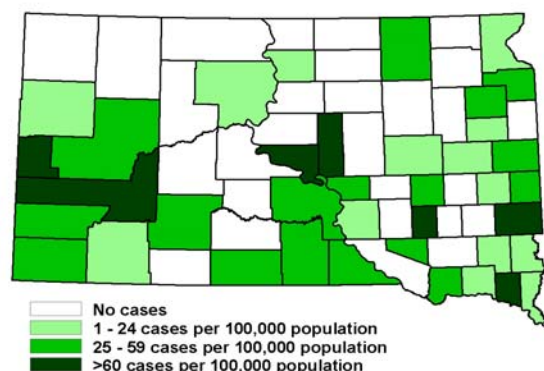 No cases
1 - 24 cases per 100,000 population
25 - 59 cases per 100,000 population
>60 cases per 100,000 population